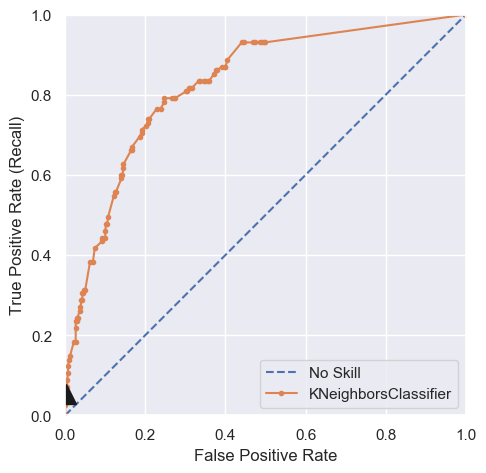 1.0
0.8
0.6
0.4
0.2
0.0
True Positive Rate (Recall)
No Skill
KNeighborsClassifier
0.0 0.2 0.4 0.6 0.8 1.0
False Positive Rate